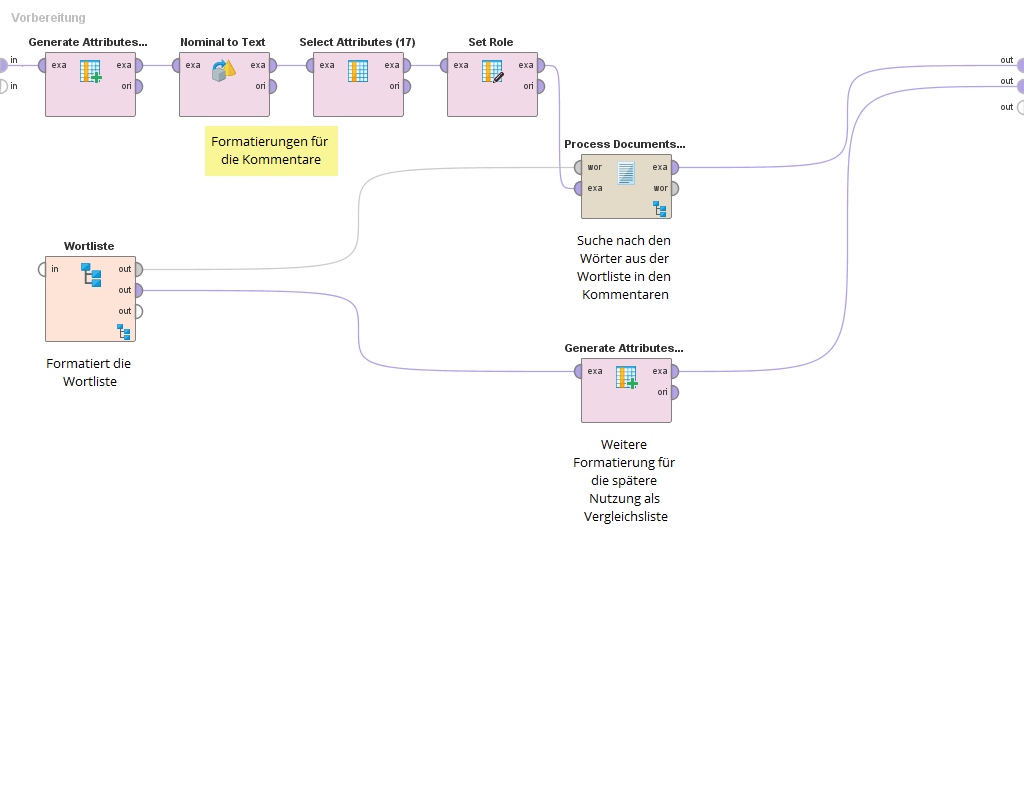 Vorbereitung
Generate Attributes...
Nominal to Text
Select Attributes (17)
Set Role
in
in
exa
exa
ori
exa
exa
ori
exa
exa
ori
exa
exa
ori
out
out
out
Formatierungen für
die Kommentare
Process Documents...
wor
exa
exa
wor
Suche nach den
Wörter aus der
Wortliste in den
Kommentaren
Wortliste
in
out
out
out
Formatiert die
Wortliste
Generate Attributes...
exa
exa
ori
Weitere
Formatierung für
die spätere
Nutzung als
Vergleichsliste